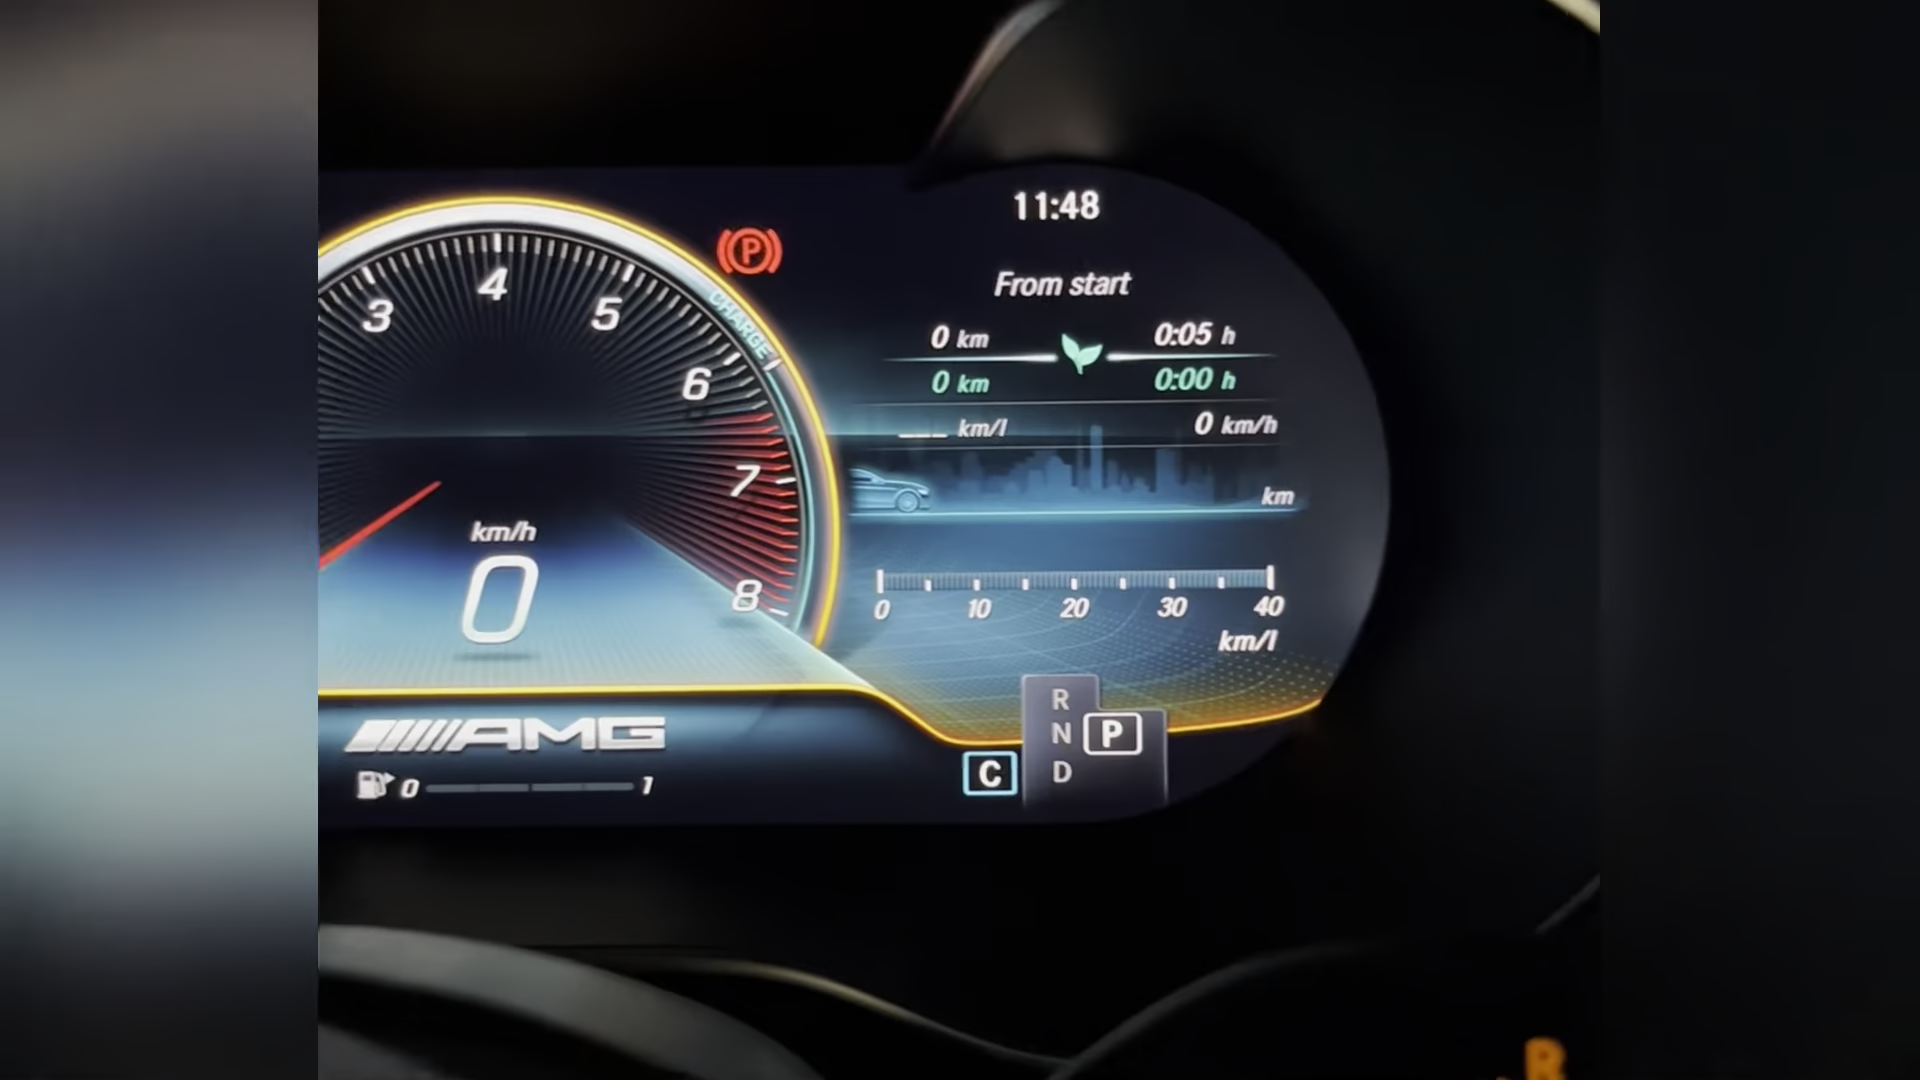 11:48
From start
0 km 0:05 h
0 km 0:00 h
___ km/l 0 km/h
km
0 10 20 30 40
km/l
3 4 5 6 7 8
CHARGE
P
km/h
0
AMG
0 1
C
R
N P
D
R